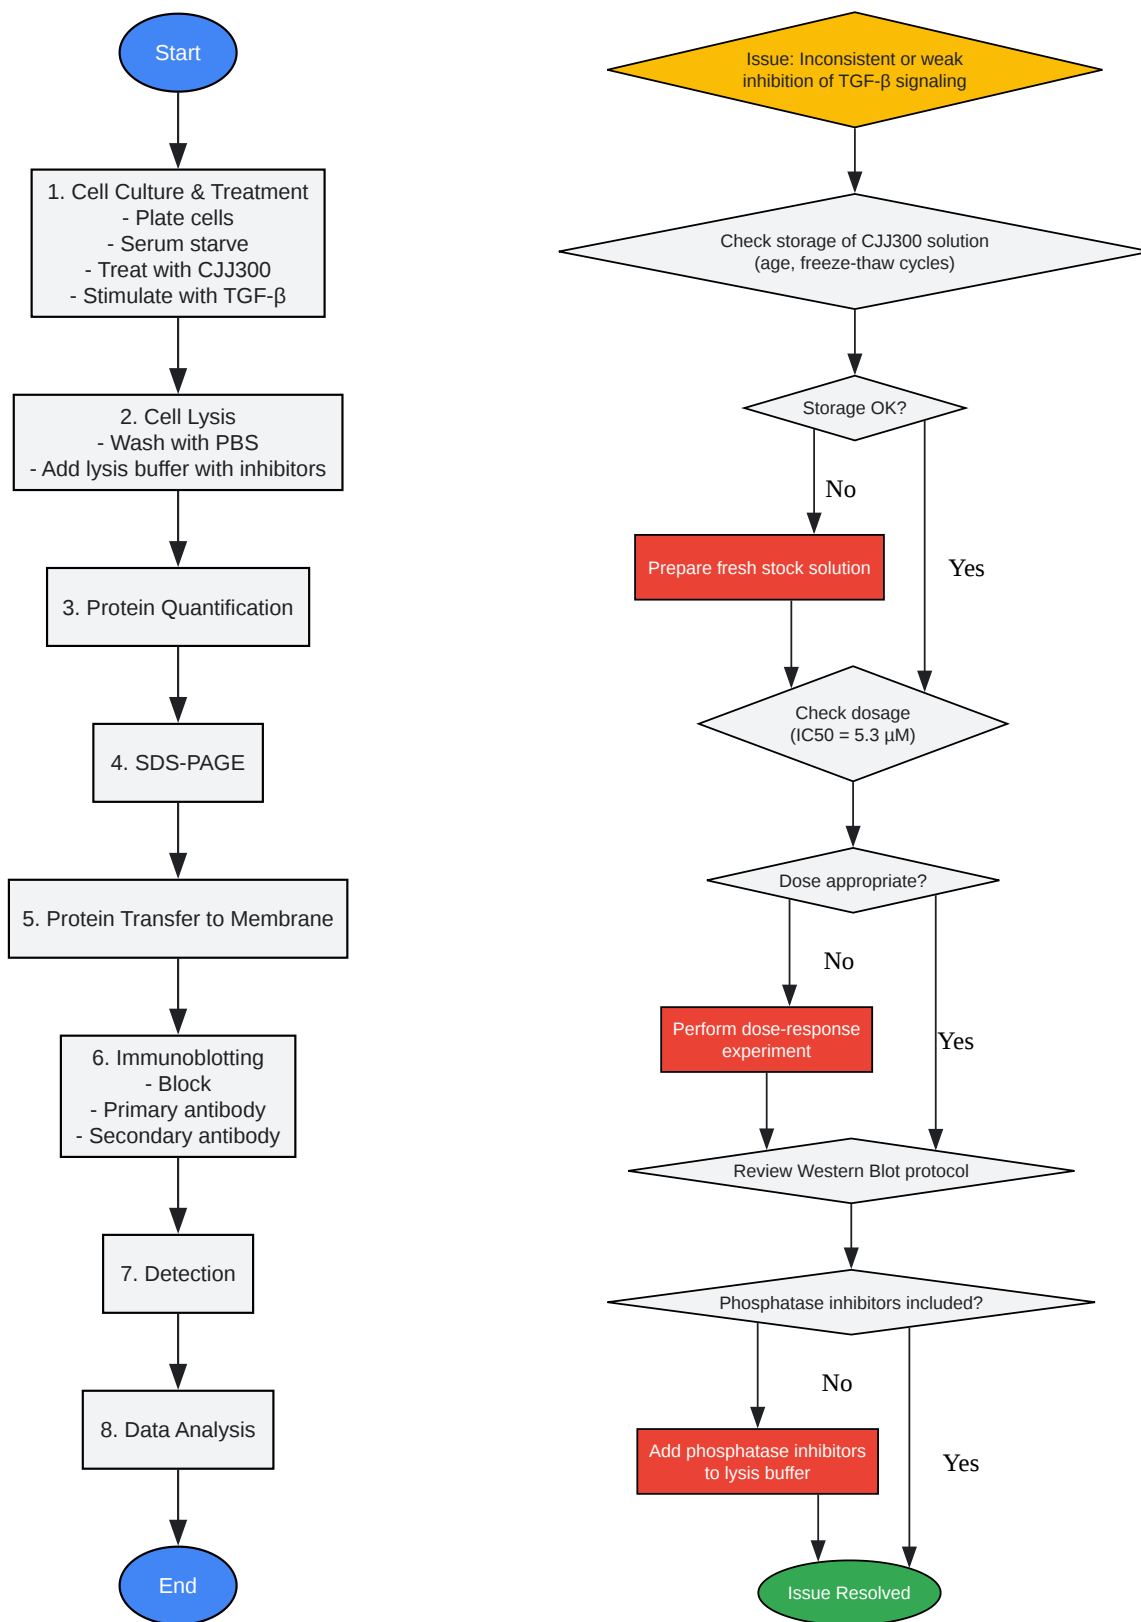 Start
1. Cell Culture & Treatment
- Plate cells
- Serum starve
- Treat with CJJ300
- Stimulate with TGF-β
2. Cell Lysis
- Wash with PBS
- Add lysis buffer with inhibitors
3. Protein Quantification
4. SDS-PAGE
5. Protein Transfer to Membrane
6. Immunoblotting
- Block
- Primary antibody
- Secondary antibody
7. Detection
8. Data Analysis
End
Issue: Inconsistent or weak
inhibition of TGF-β signaling
Check storage of CJJ300 solution
(age, freeze-thaw cycles)
Storage OK?
No
Yes
Prepare fresh stock solution
Check dosage
(IC50 = 5.3 µM)
Dose appropriate?
No
Yes
Perform dose-response
experiment
Review Western Blot protocol
Phosphatase inhibitors included?
No
Yes
Add phosphatase inhibitors
to lysis buffer
Issue Resolved